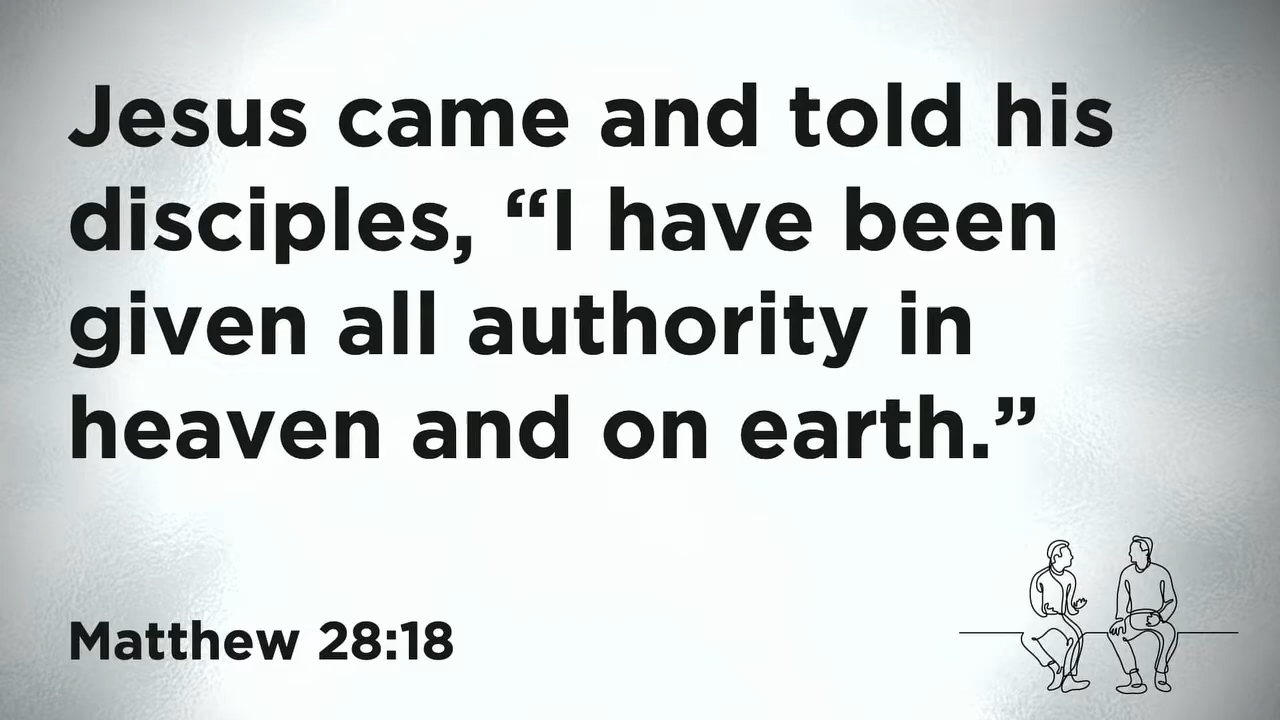 Jesus came and told his
disciples, “I have been
given all authority in
heaven and on earth.”
Matthew 28:18